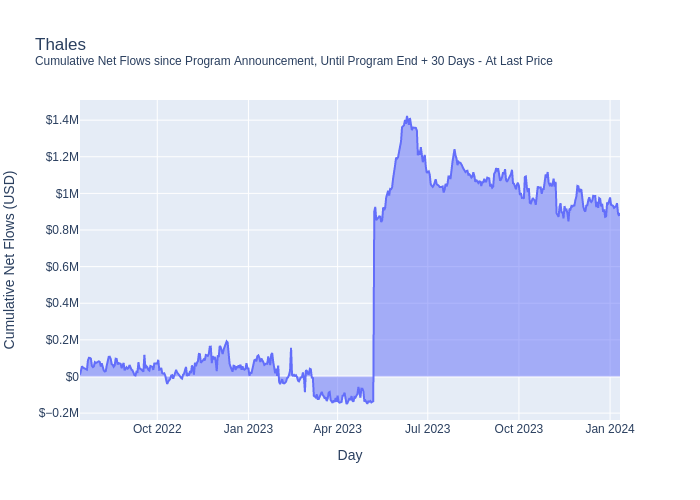 Thales
Cumulative Net Flows since Program Announcement, Until Program End + 30 Days - At Last Price
Cumulative Net Flows (USD)
$1.4M
$1.2M
$1M
$0.8M
$0.6M
$0.4M
$0.2M
$0
$−0.2M
Oct 2022 Jan 2023 Apr 2023 Jul 2023 Oct 2023 Jan 2024
Day